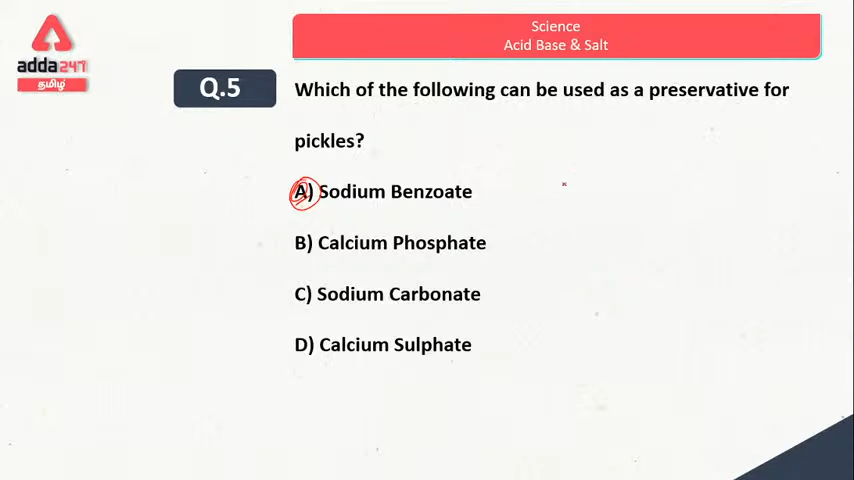 Science
Acid Base & Salt
adda247
தமிழ்
Q.5
Which of the following can be used as a preservative for
pickles?
A) Sodium Benzoate
B) Calcium Phosphate
C) Sodium Carbonate
D) Calcium Sulphate